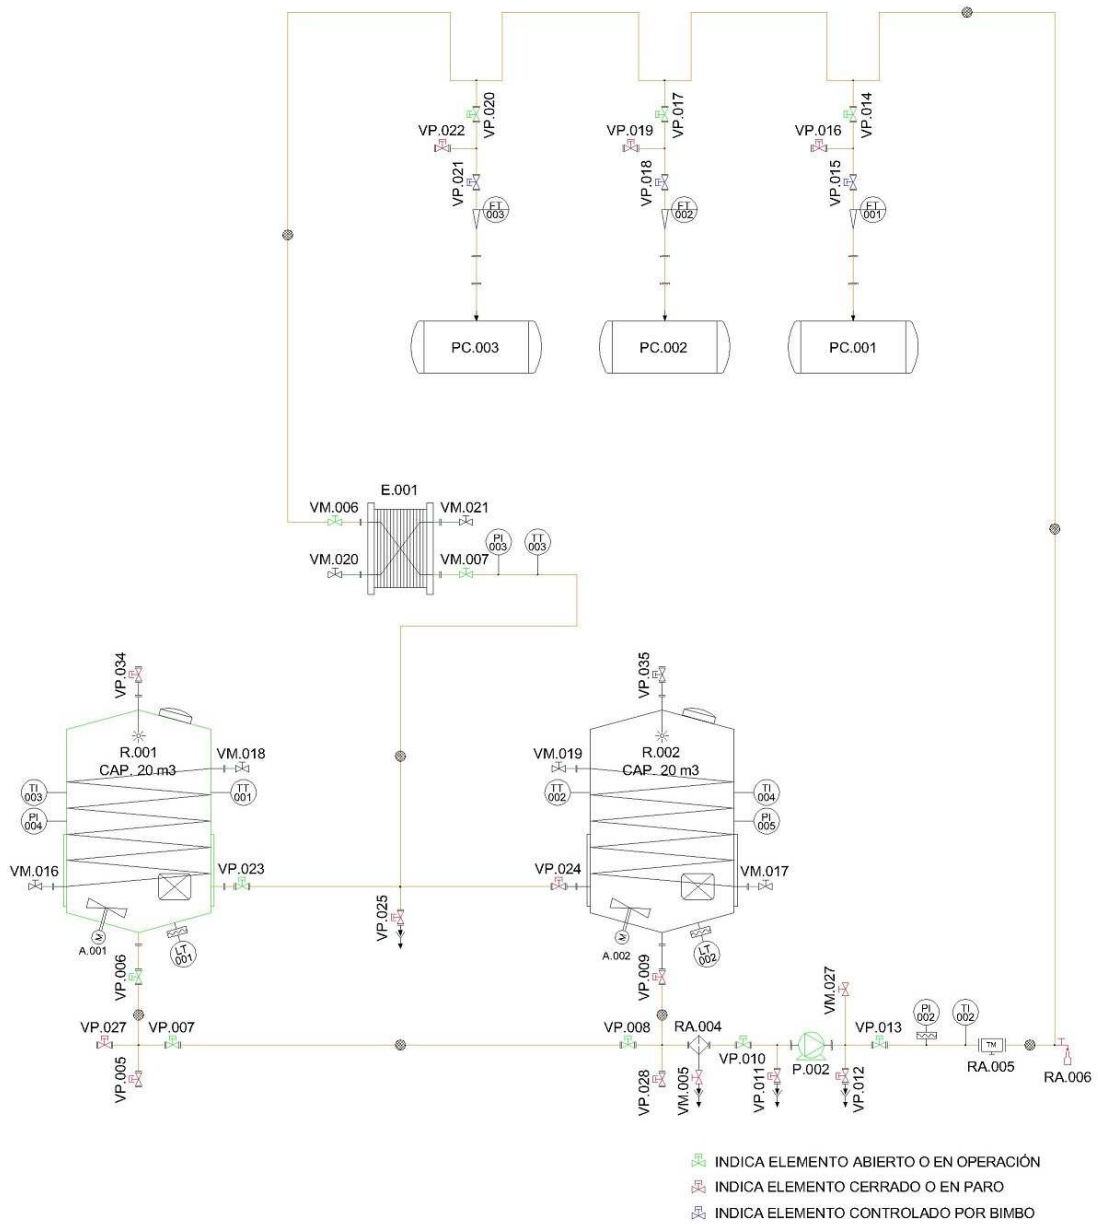 VP.020
VP.017
VP.014
VP.022
VP.019
VP.016
VP.021
VP.018
VP.015
FT
003
FT
002
FT
001
PC.003
PC.002
PC.001
E.001
VM.006
VM.021
PI
003
TT
003
VM.020
VM.007
VP.034
VP.035
R.001
CAP. 20 m3
VM.018
VM.019
R.002
CAP. 20 m3
TI
003
TT
001
TT
002
TI
004
PI
004
PI
005
VM.016
VP.023
VP.024
VM.017
M
A.001
LT
001
VP.025
M
A.002
LT
002
VP.006
VP.009
VM.027
VP.027
VP.007
VP.008
RA.004
VP.010
P.002
VP.013
PI
002
TI
002
TM
RA.005
RA.006
VP.005
VP.028
VM.005
VP.011
VP.012
INDICA ELEMENTO ABIERTO O EN OPERACIÓN
INDICA ELEMENTO CERRADO O EN PARO
INDICA ELEMENTO CONTROLADO POR BIMBO